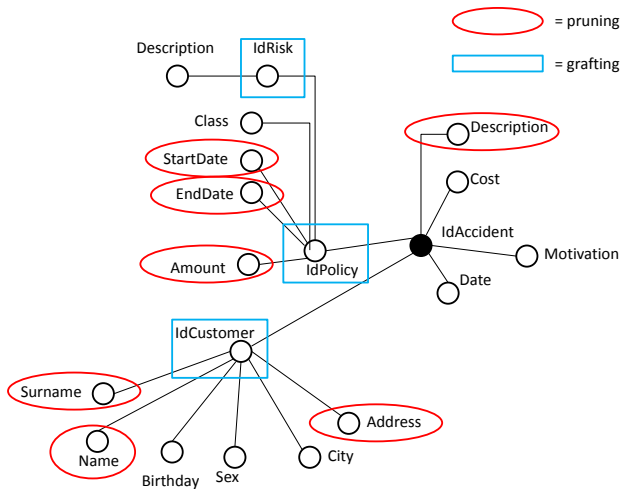 = pruning
= grafting
Description
IdRisk
Class
StartDate
EndDate
Amount
IdPolicy
Description
Cost
IdAccident
Motivation
Date
IdCustomer
Surname
Name
Birthday
Sex
City
Address